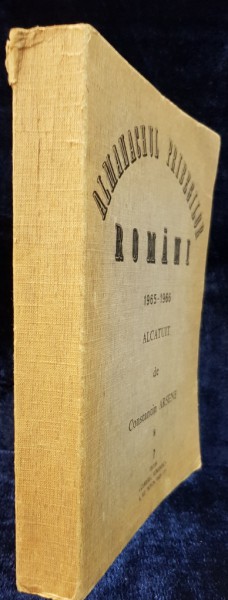 ALMANACHUL PRIBEGILOR
ROMÂNI
1965-1966
ALCATUIT
de
Constantin ARSENE